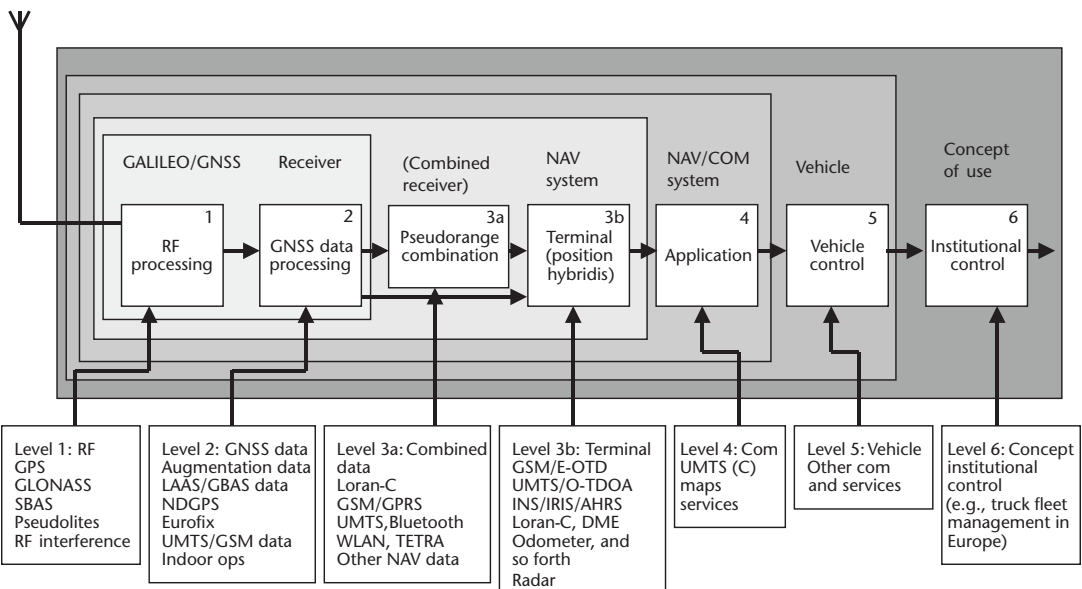 GALILEO/GNSS
Receiver
(Combined
receiver)
NAV
system
NAV/COM
system
Vehicle
Concept
of use
1
RF
processing
2
GNSS data
processing
3a
Pseudorange
combination
3b
Terminal
(position
hybridis)
4
Application
5
Vehicle
control
6
Institutional
control
Level 1: RF
GPS
GLONASS
SBAS
Pseudolites
RF interference
Level 2: GNSS data
Augmentation data
LAAS/GBAS data
NDGPS
Eurofix
UMTS/GSM data
Indoor ops
Level 3a: Combined
data
Loran-C
GSM/GPRS
UMTS,Bluetooth
WLAN, TETRA
Other NAV data
Level 3b: Terminal
GSM/E-OTD
UMTS/O-TDOA
INS/IRIS/AHRS
Loran-C, DME
Odometer, and
so forth
Radar
Level 4: Com
UMTS (C)
maps
services
Level 5: Vehicle
Other com
and services
Level 6: Concept
institutional
control
(e.g., truck fleet
management in
Europe)